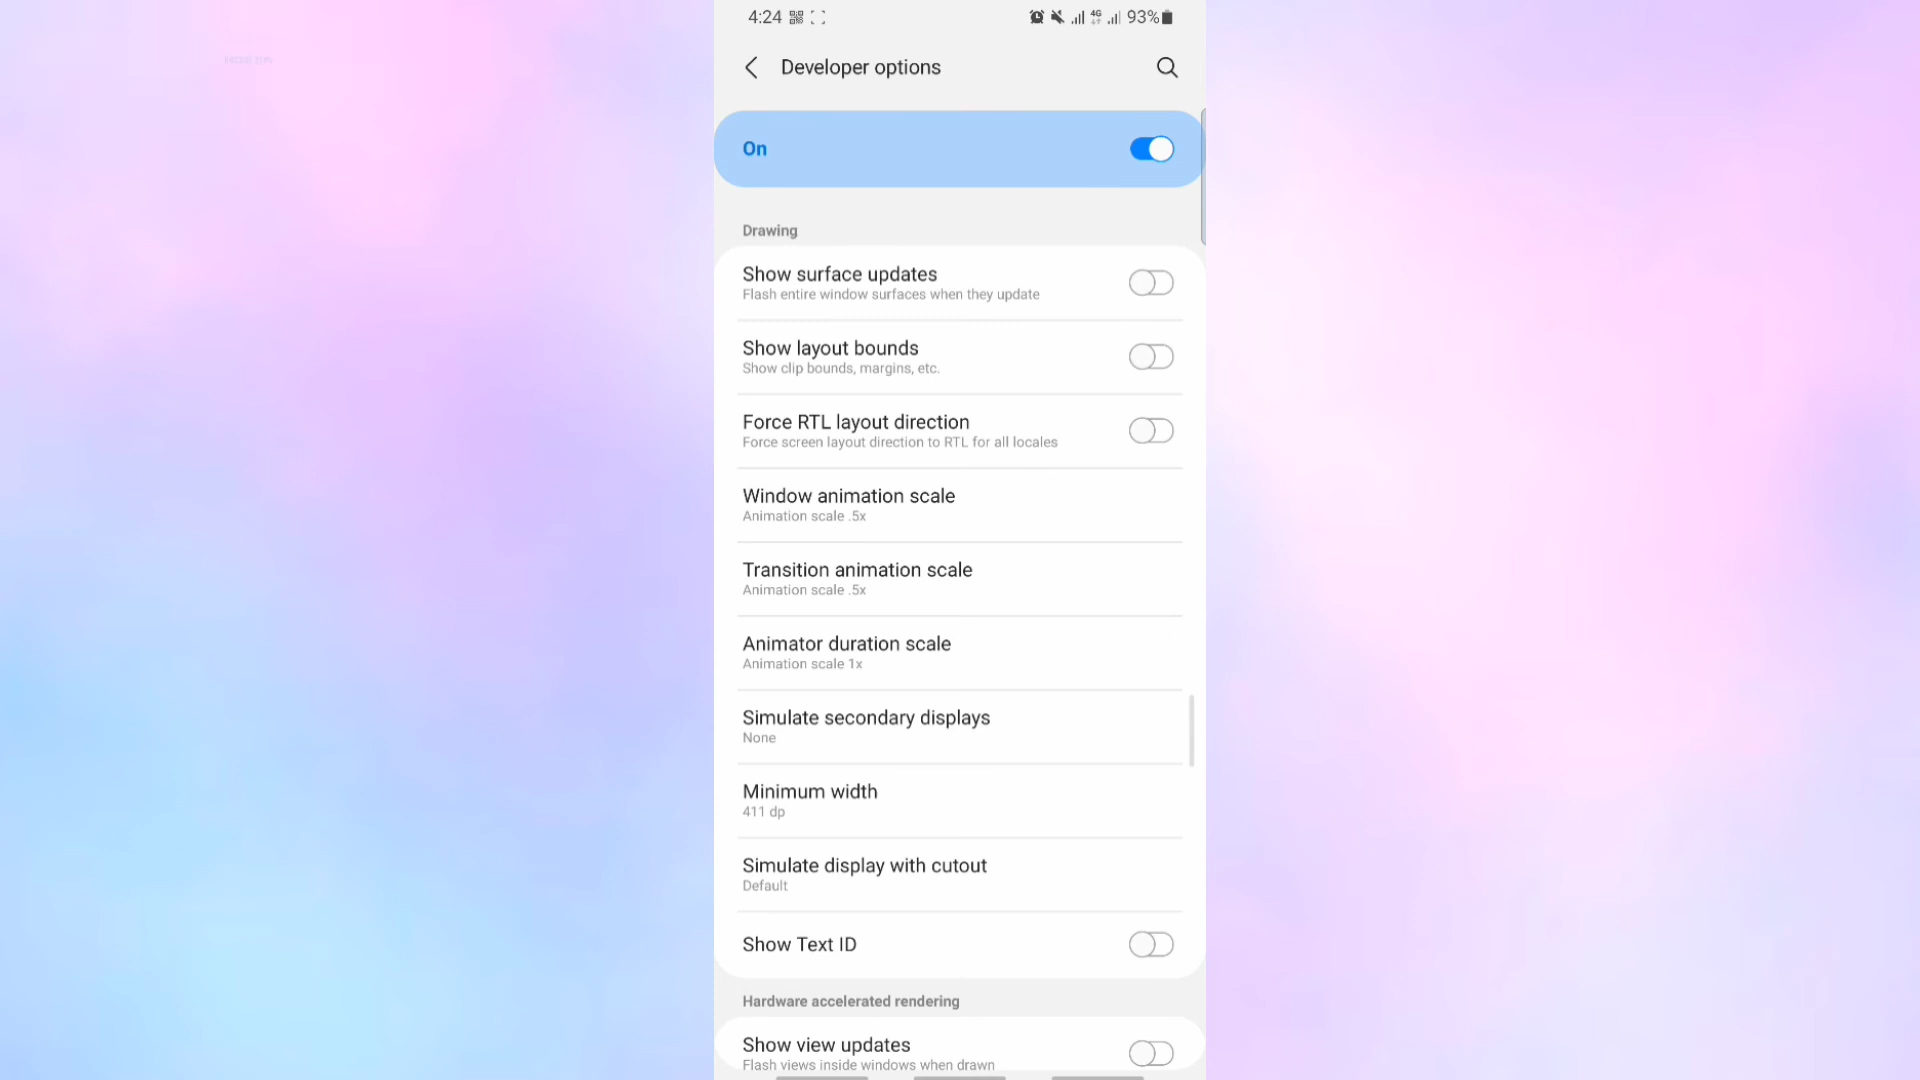 4:24 4G 93%
Developer options
On
Drawing
Show surface updates
Flash entire window surfaces when they update
Show layout bounds
Show clip bounds, margins, etc.
Force RTL layout direction
Force screen layout direction to RTL for all locales
Window animation scale
Animation scale .5x
Transition animation scale
Animation scale .5x
Animator duration scale
Animation scale 1x
Simulate secondary displays
None
Minimum width
411 dp
Simulate display with cutout
Default
Show Text ID
Hardware accelerated rendering
Show view updates
Flash views inside windows when drawn